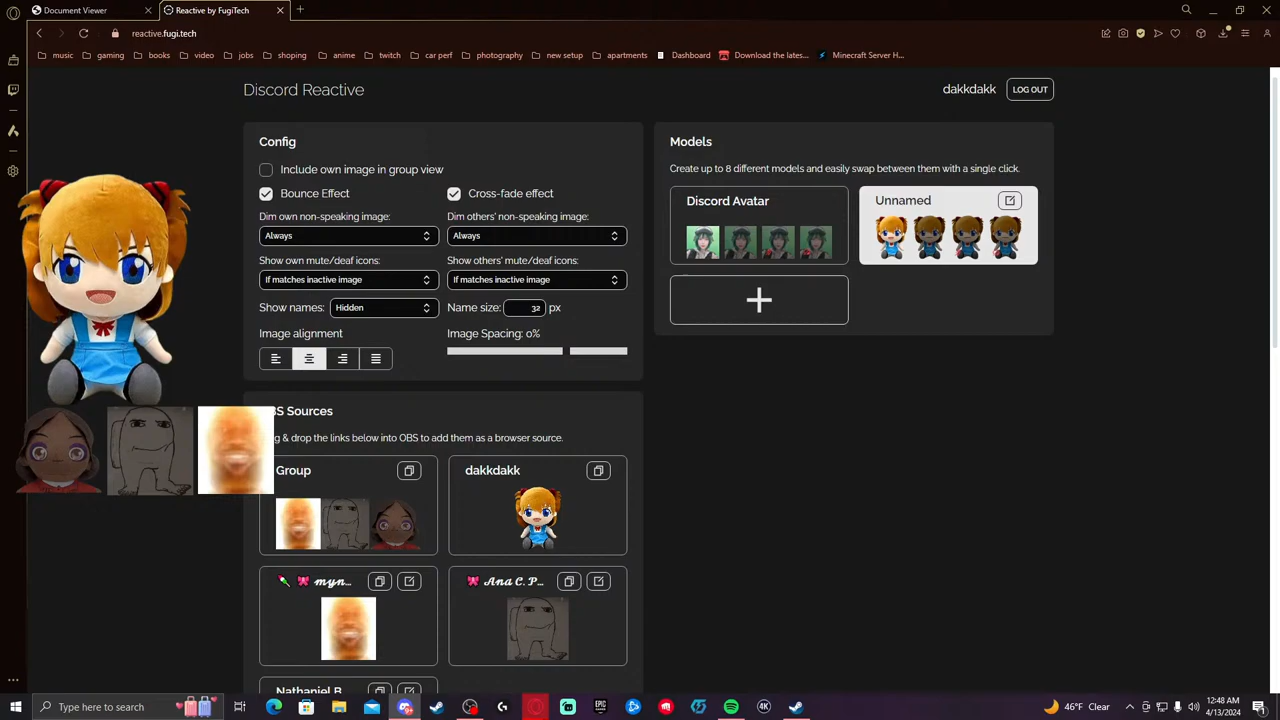 Document Viewer
Reactive by FugiTech
reactive.fugi.tech
music gaming books video jobs shoping anime twitch car perf photography new setup apartments Dashboard Download the lates... Minecraft Server H...
Discord Reactive
dakkdakk LOG OUT
Config
Include own image in group view
Bounce Effect Cross-fade effect
Dim own non-speaking image: Dim others' non-speaking image:
Always Always
Show own mute/deaf icons: Show others' mute/deaf icons:
If matches inactive image If matches inactive image
Show names: Hidden Name size: 32 px
Image alignment Image Spacing: 0%
Models
Create up to 8 different models and easily swap between them with a single click.
Discord Avatar Unnamed
BS Sources
g & drop the links below into OBS to add them as a browser source.
Group dakkdakk
𝓶𝔂𝓷... 𝓐𝓷𝓪 𝓒. 𝓟...
Nathaniel B
Type here to search
46°F Clear
12:48 AM
4/13/2024